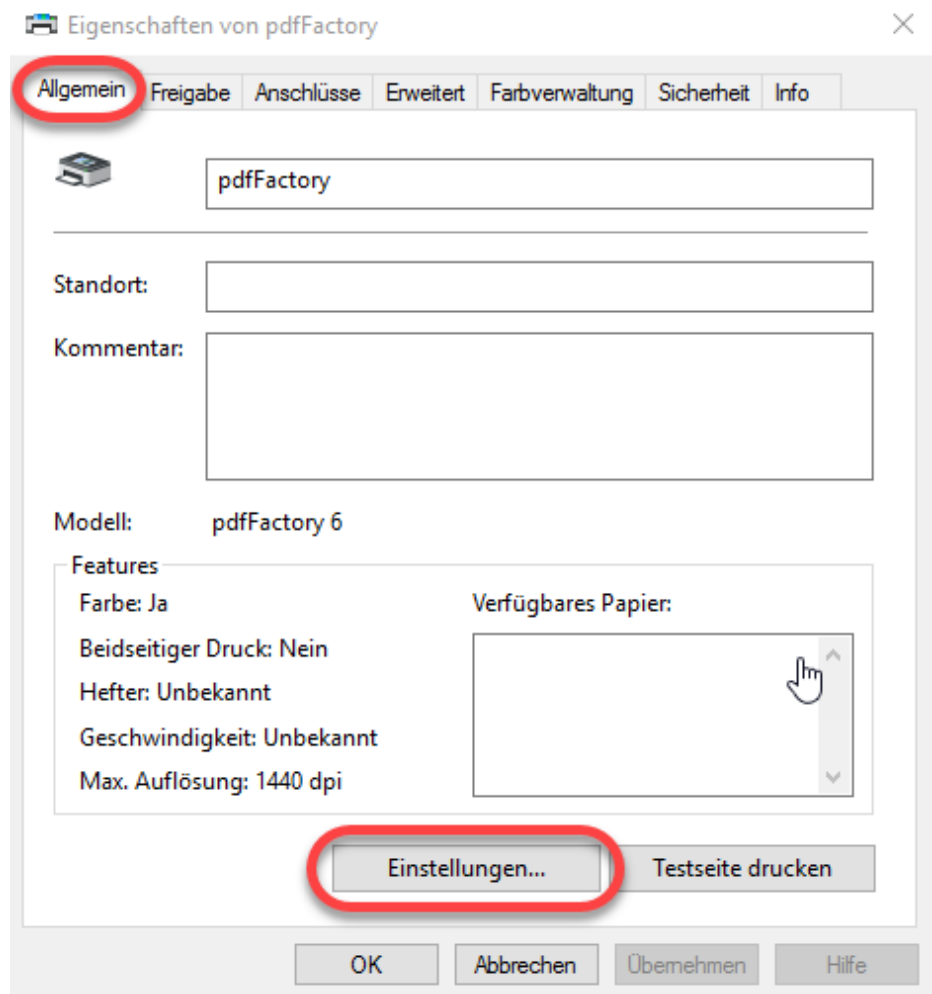 Eigenschaften von pdfFactory
Allgemein Freigabe Anschlüsse Erweitert Farbverwaltung Sicherheit Info
pdfFactory
Standort:
Kommentar:
Modell: pdfFactory 6
Features
Farbe: Ja Verfügbares Papier:
Beidseitiger Druck: Nein
Hefter: Unbekannt
Geschwindigkeit: Unbekannt
Max. Auflösung: 1440 dpi
Einstellungen... Testseite drucken
OK Abbrechen Übernehmen Hilfe